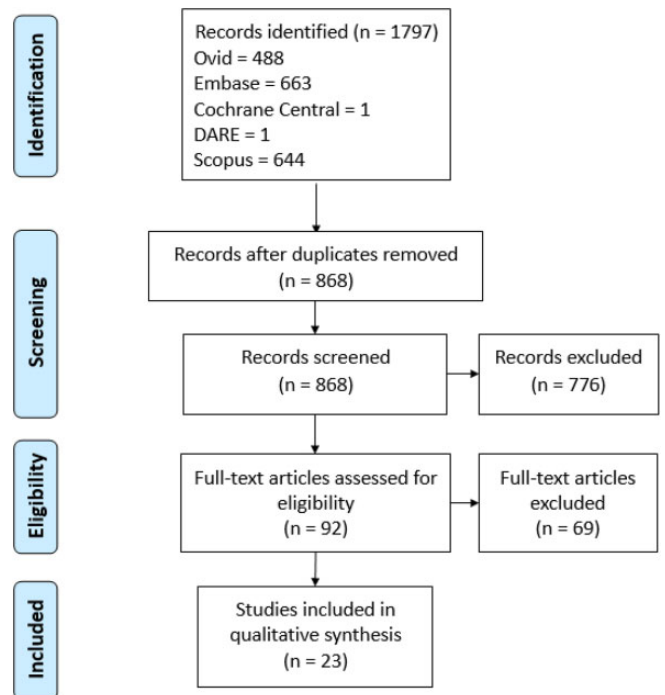 Identification
Records identified (n = 1797)
Ovid = 488
Embase = 663
Cochrane Central = 1
DARE = 1
Scopus = 644
Screening
Records after duplicates removed
(n = 868)
Records screened
(n = 868)
Records excluded
(n = 776)
Eligibility
Full-text articles assessed for
eligibility
(n = 92)
Full-text articles
excluded
(n = 69)
Included
Studies included in
qualitative synthesis
(n = 23)